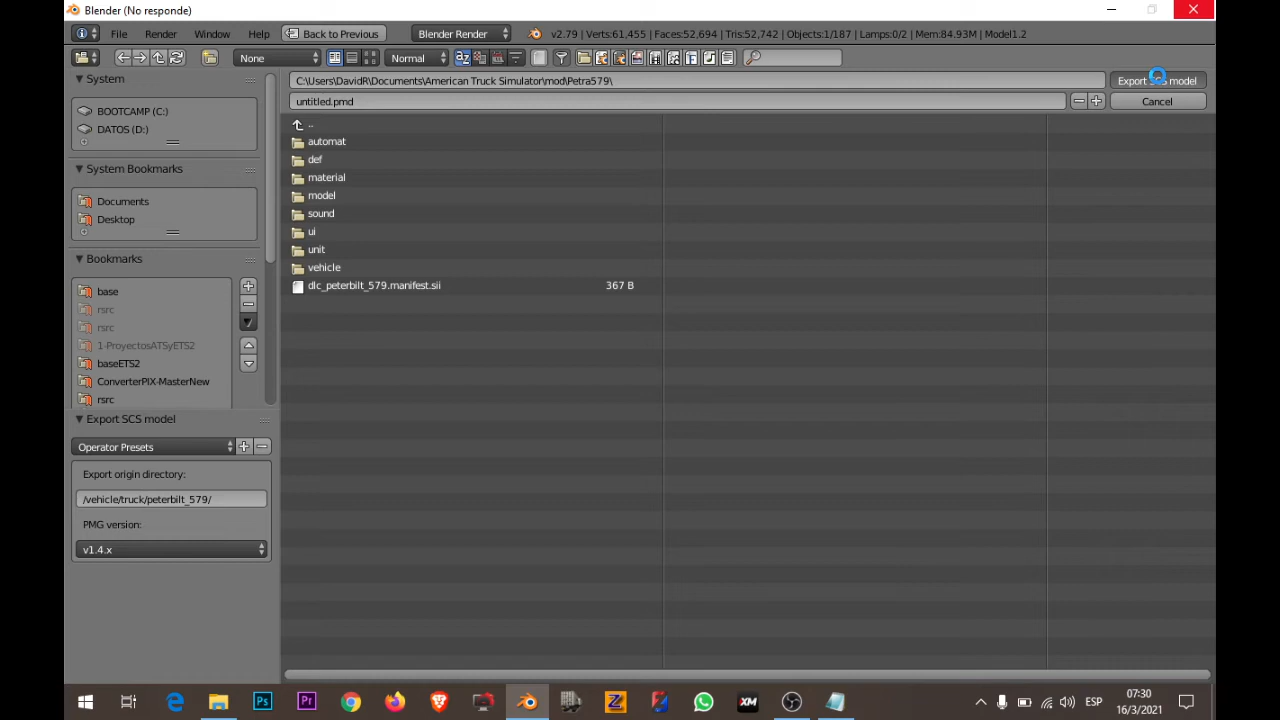 Blender (No responde)
File Render Window Help Back to Previous Blender Render v2.79 | Verts:61,455 | Faces:52,694 | Tris:52,742 | Objects:1/187 | Lamps:0/2 | Mem:84.93M | Model1.2
None Normal
System
BOOTCAMP (C:)
DATOS (D:)
System Bookmarks
Documents
Desktop
Bookmarks
base
rsrc
rsrc
1-ProyectosATSyETS2
baseETS2
ConverterPIX-MasterNew
rsrc
Export SCS model
Operator Presets
Export origin directory:
/vehicle/truck/peterbilt_579/
PMG version:
v1.4.x
C:\Users\DavidR\Documents\American Truck Simulator\mod\Petra579\
Export SCS model
untitled.pmd
Cancel
..
automat
def
material
model
sound
ui
unit
vehicle
dlc_peterbilt_579.manifest.sii 367 B
ESP
07:30
16/3/2021